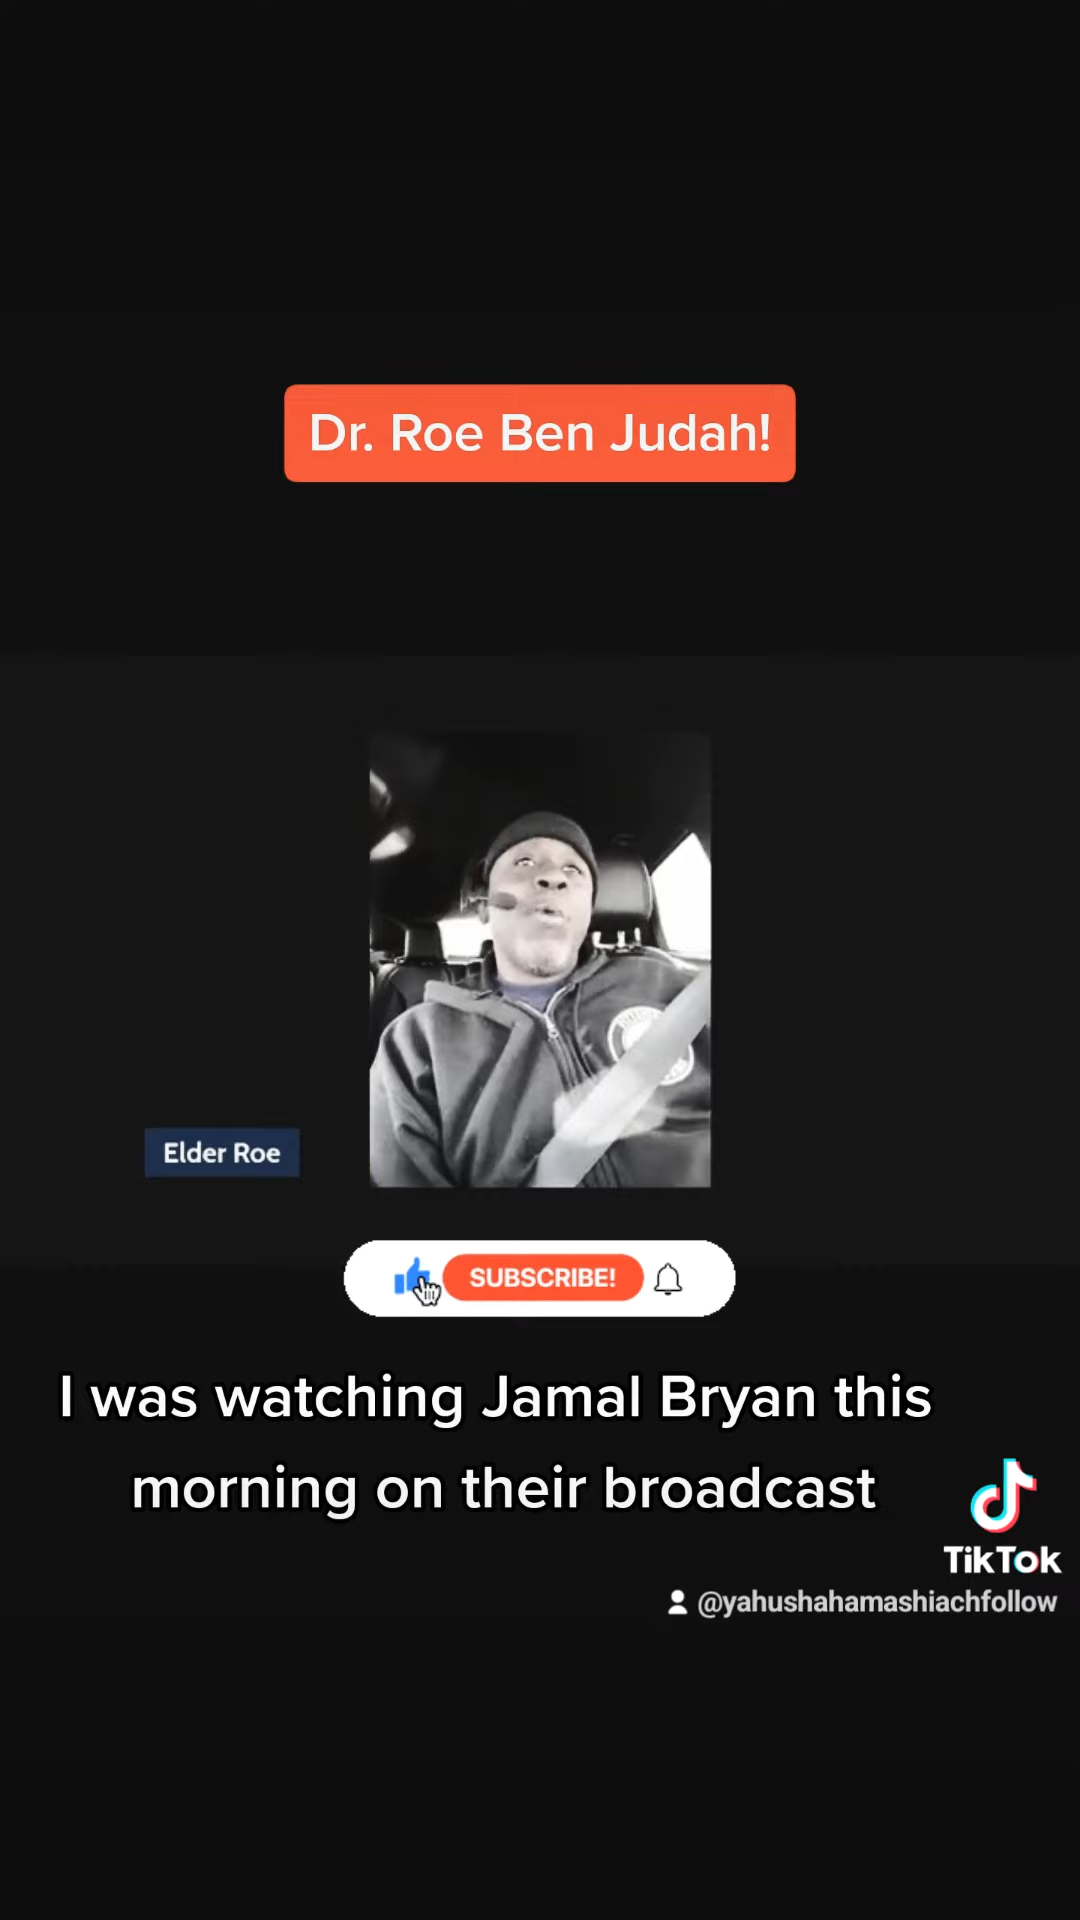 Dr. Roe Ben Judah!
Elder Roe
SUBSCRIBE!
I was watching Jamal Bryan this
morning on their broadcast
TikTok
@yahushahamashiachfollow